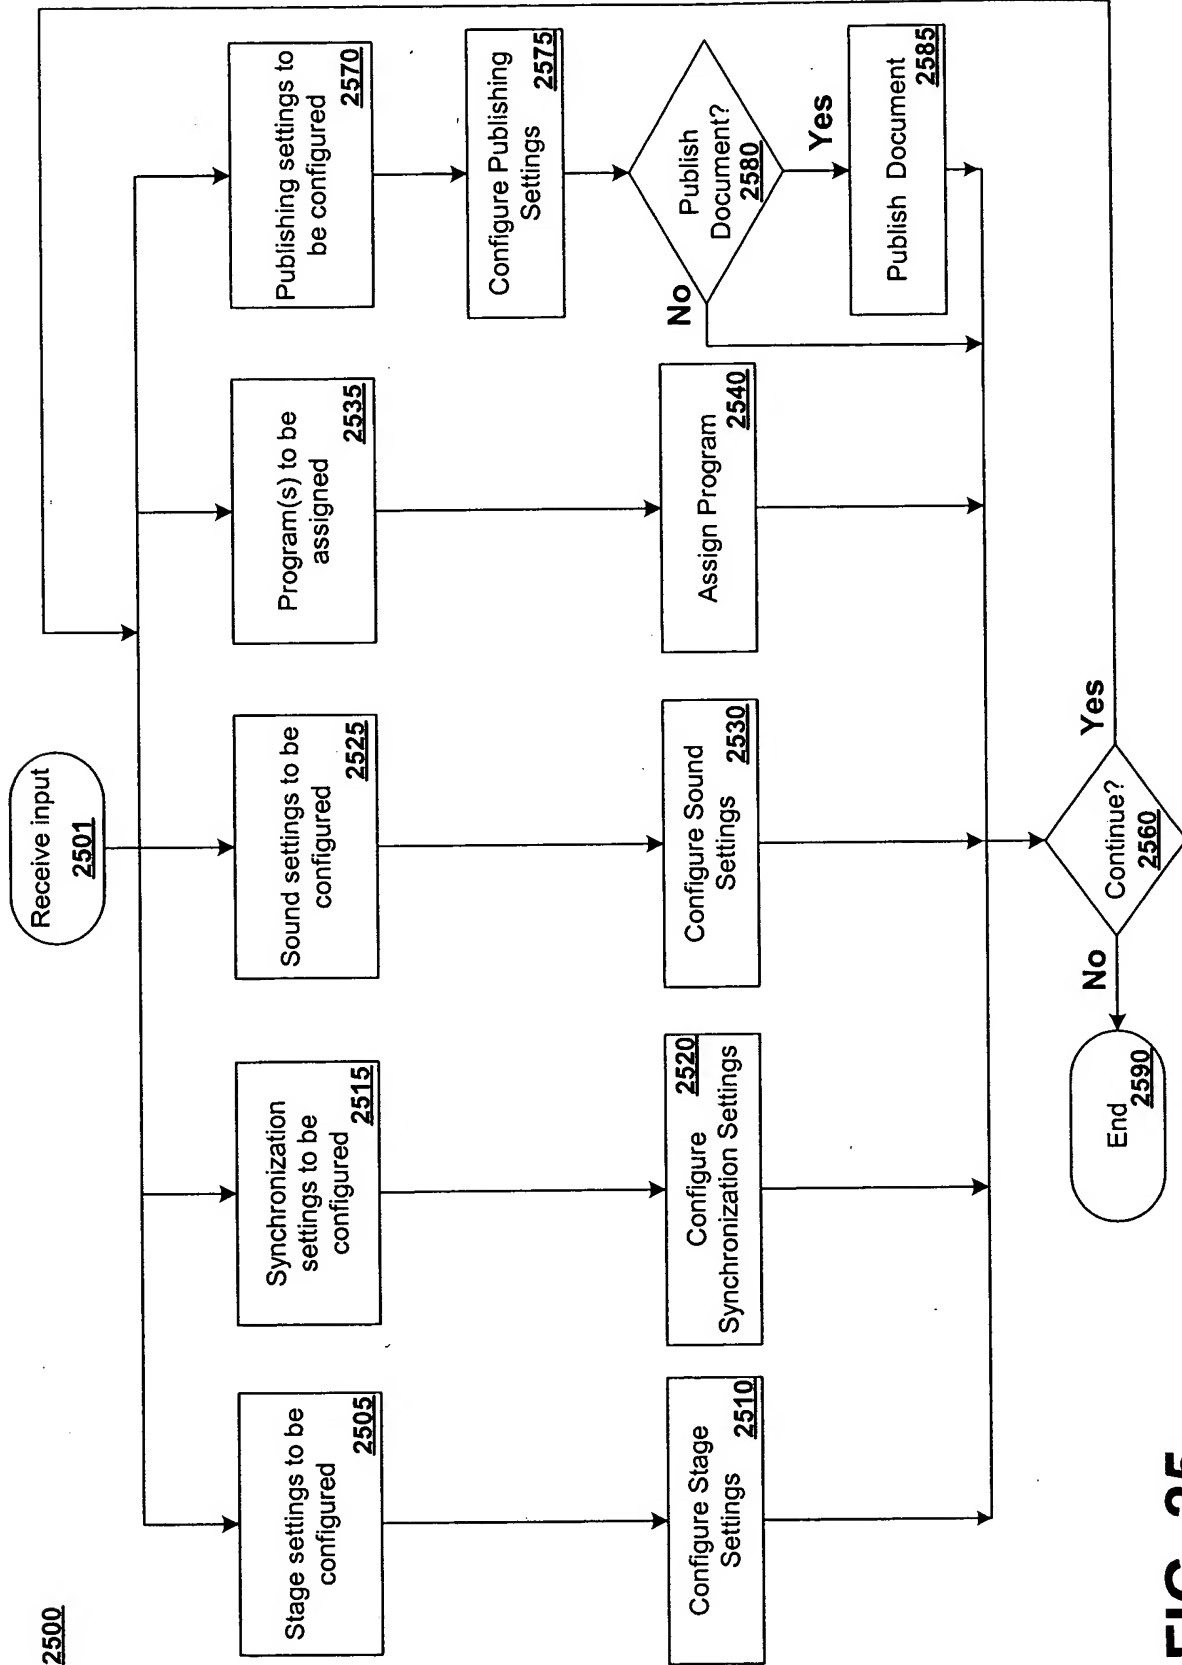 2500
Receive input
2501
Stage settings to be
configured
2505
Synchronization
settings to be
configured
2515
Sound settings to be
configured
2525
Program(s) to be
assigned
2535
Publishing settings to
be configured
2570
Configure Publishing
Settings
2575
Configure Stage
Settings
2510
Configure
Synchronization Settings
2520
Configure Sound
Settings
2530
Assign Program
2540
Publish
Document?
2580
No
Yes
Publish Document
2585
Continue?
2560
No
Yes
End
2590
FIG. 25